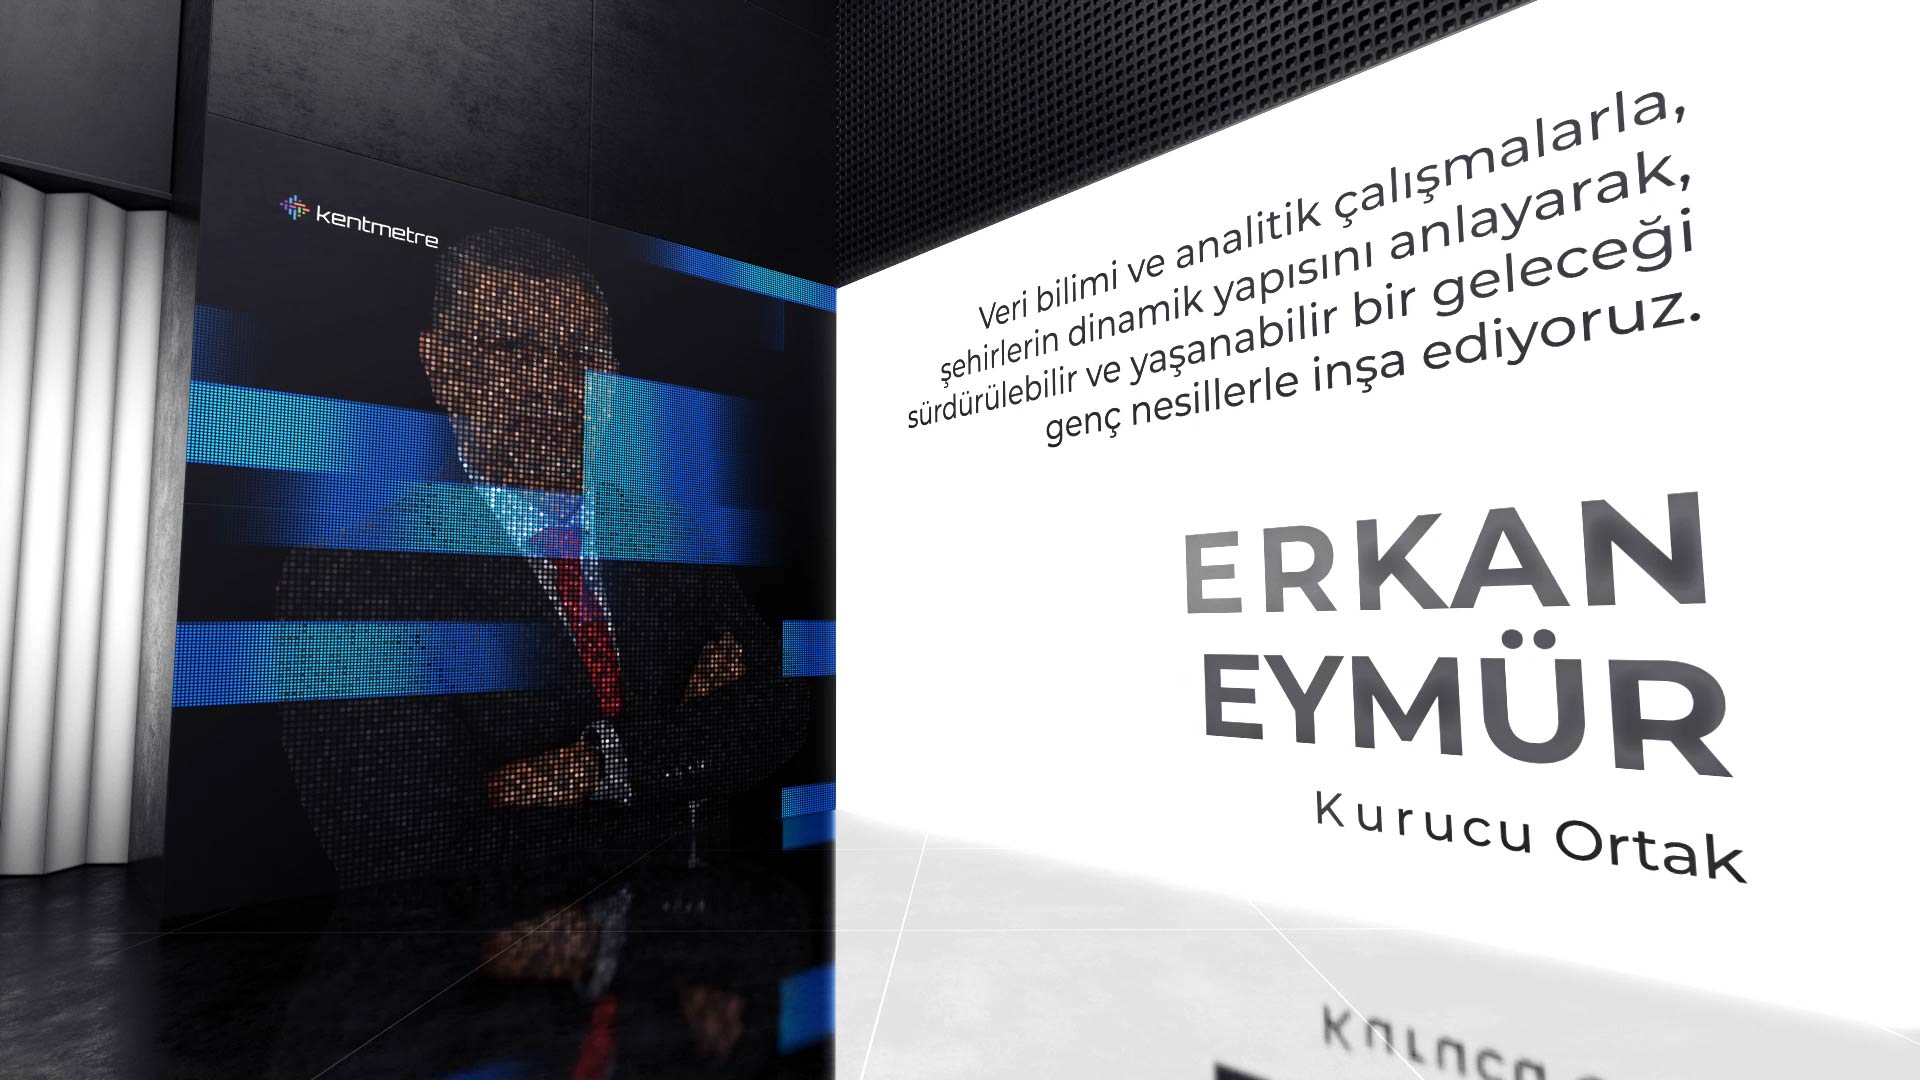 kentmetre
Veri bilimi ve analitik çalışmalarla,
şehirlerin dinamik yapısını anlayarak,
sürdürülebilir ve yaşanabilir bir geleceği
genç nesillerle inşa ediyoruz.
ERKAN
EYMÜR
Kurucu Ortak